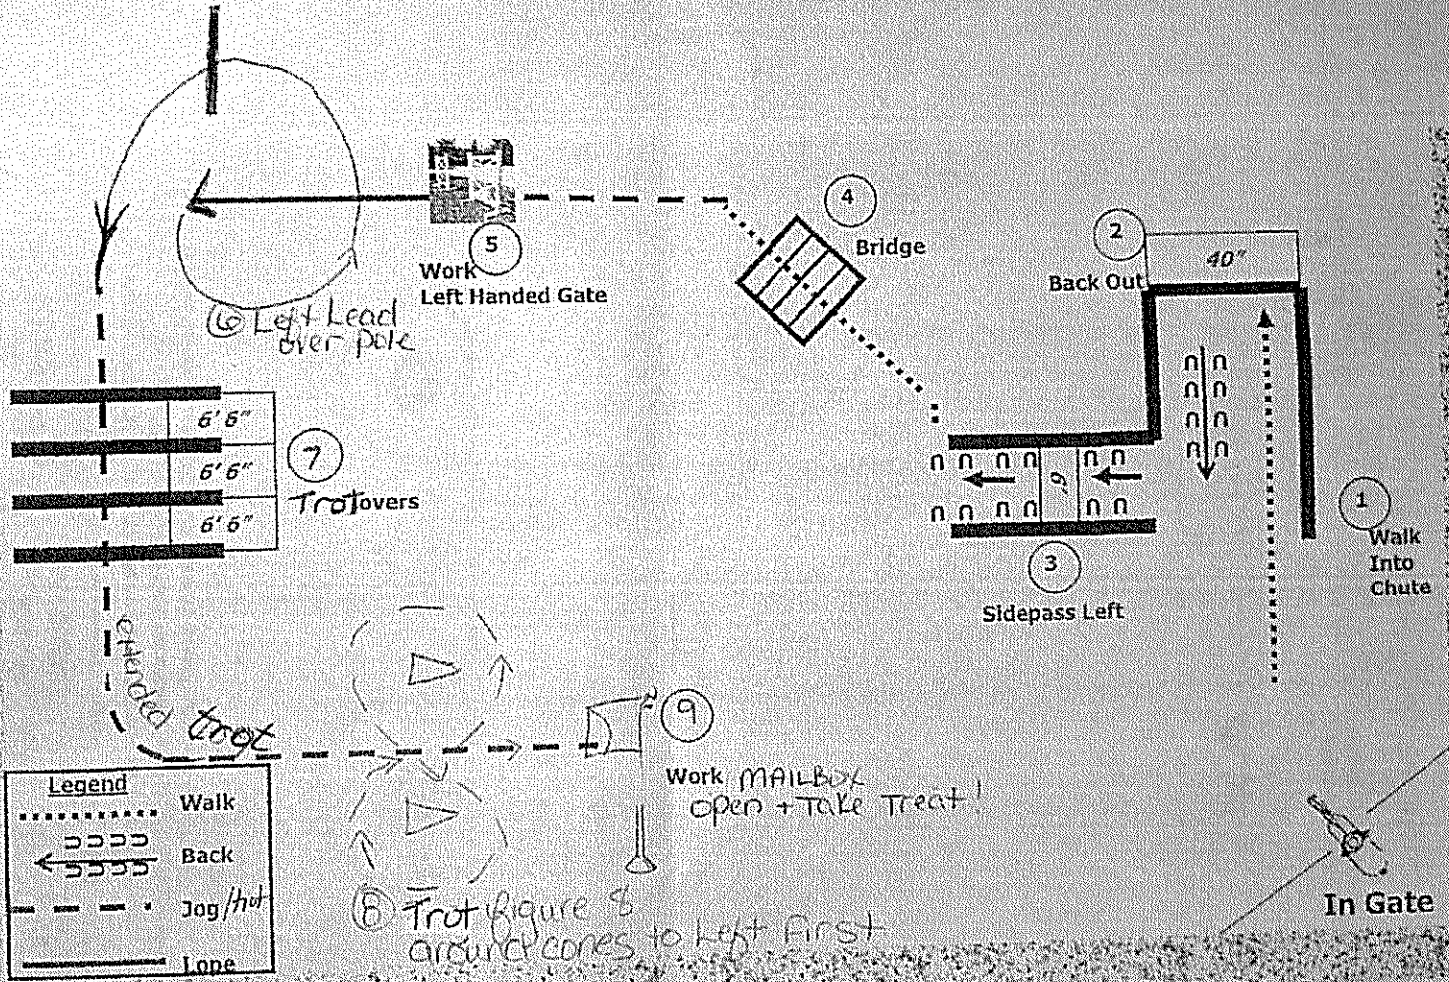 4
Bridge
2
40"
Back Out
5
Work
Left Handed Gate
6 Left Lead
over pole
6' 6"
6' 6"
6' 6"
7
Trotovers
6'
3
Sidepass Left
1
Walk
Into
Chute
extended trot
9
Work MAILBOX
open + Take Treat!
8 Trot figure 8
around cones to Left First
In Gate
Legend
Walk
Back
Jog/trot
Lope